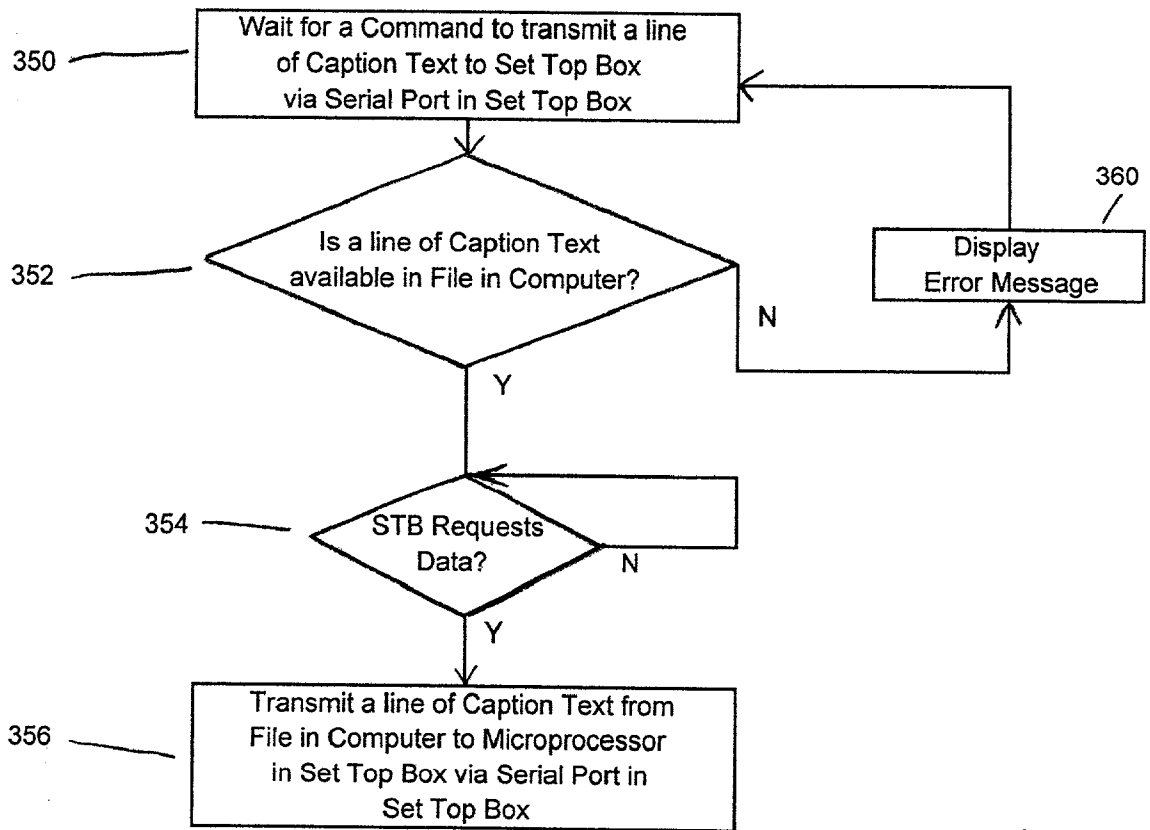 350
Wait for a Command to transmit a line
of Caption Text to Set Top Box
via Serial Port in Set Top Box
360
Display
Error Message
352
Is a line of Caption Text
available in File in Computer?
N
Y
354
STB Requests
Data?
N
Y
356
Transmit a line of Caption Text from
File in Computer to Microprocessor
in Set Top Box via Serial Port in
Set Top Box